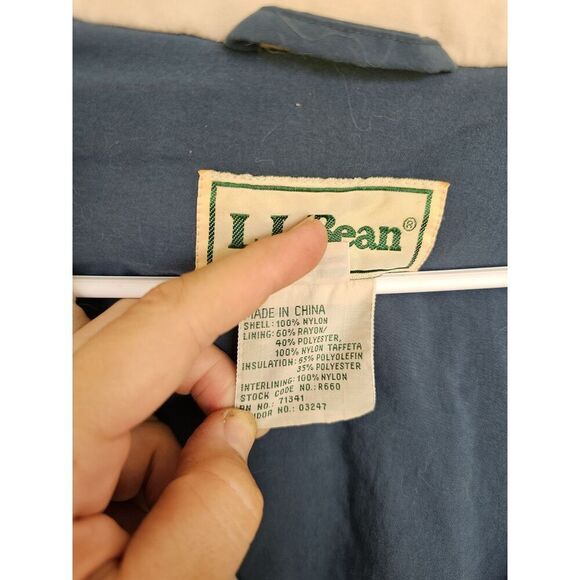 L.L.Bean®
MADE IN CHINA
SHELL: 100% NYLON
LINING: 60% RAYON/
40% POLYESTER,
100% NYLON TAFFETA
INSULATION: 65% POLYOLEFIN
35% POLYESTER
INTERLINING: 100% NYLON
STOCK CODE NO.: R660
RN NO.: 71341
VENDOR NO.: 03247